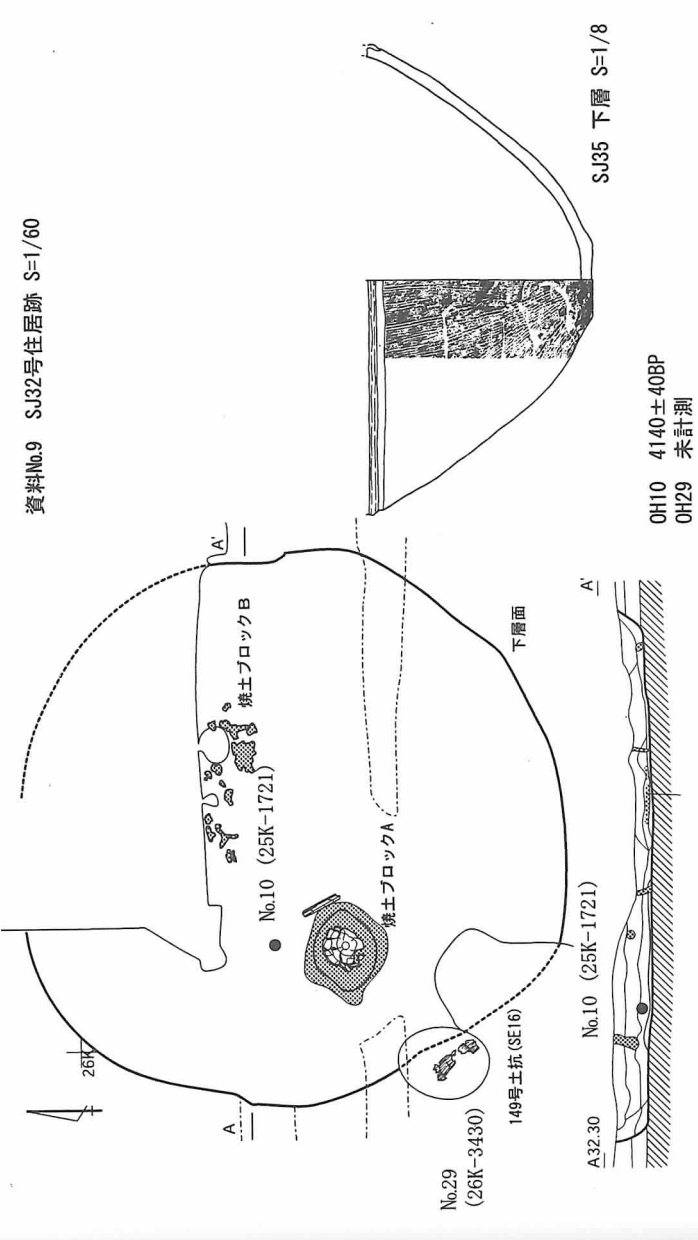 資料No.9 SJ32号住居跡 S=1/60
26K
A
A'
焼土ブロックB
No.10 (25K-1721)
焼土ブロックA
下層面
149号土抗(SE16)
No.29
(26K-3430)
A32.30
A'
No.10 (25K-1721)
SJ35 下層 S=1/8
0H10 4140±40BP
0H29 未計測